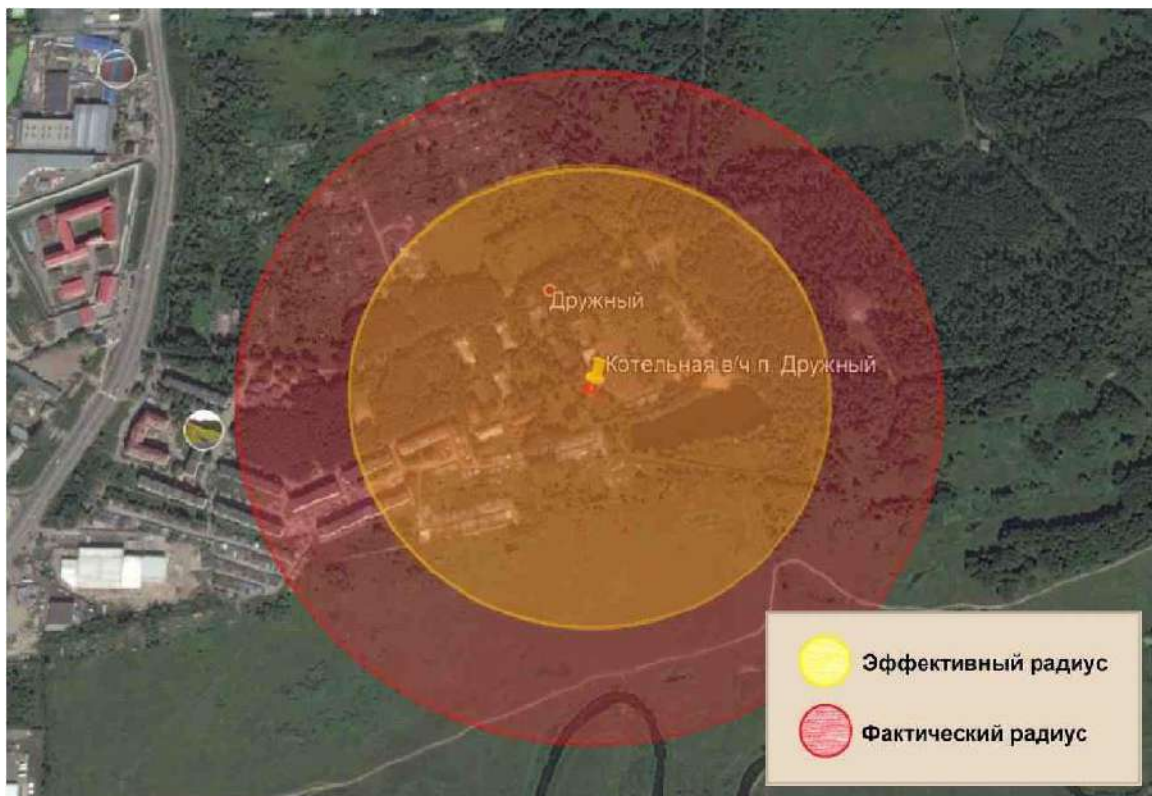 Дружный
Котельная в/ч п. Дружный
Эффективный радиус
Фактический радиус